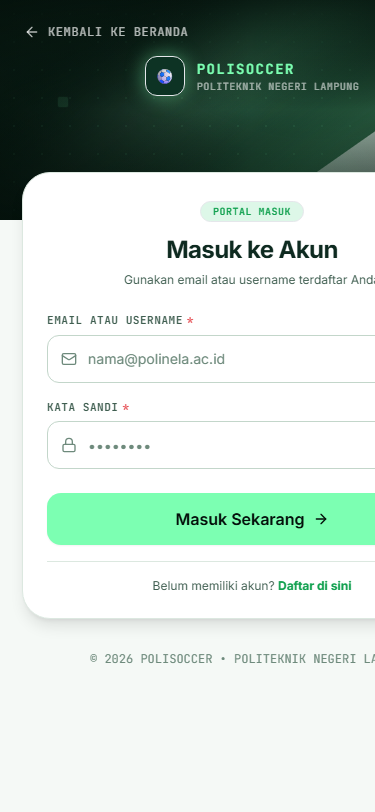 KEMBALI KE BERANDA
POLISOCCER
POLITEKNIK NEGERI LAMPUNG
PORTAL MASUK
Masuk ke Akun
Gunakan email atau username terdaftar Anda
EMAIL ATAU USERNAME *
nama@polinela.ac.id
KATA SANDI *
••••••••
Masuk Sekarang →
Belum memiliki akun? Daftar di sini
© 2026 POLISOCCER • POLITEKNIK NEGERI